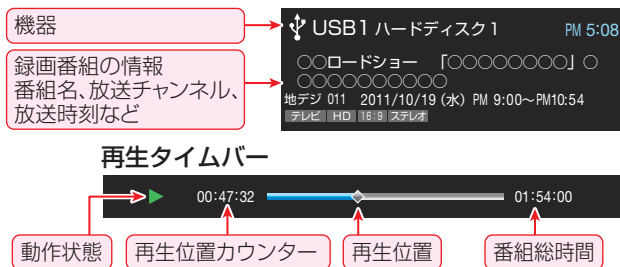 機器
USB1 ハードディスク1 PM 5:08
録画番組の情報
番組名、放送チャンネル、
放送時刻など
○○ロードショー 「○○○○○○○○」○
○○○○○○○○○○
地デジ 011 2011/10/19 (水) PM 9:00～PM10:54
テレビ HD 16:9 ステレオ
再生タイムバー
00:47:32 01:54:00
動作状態 再生位置カウンター 再生位置 番組総時間